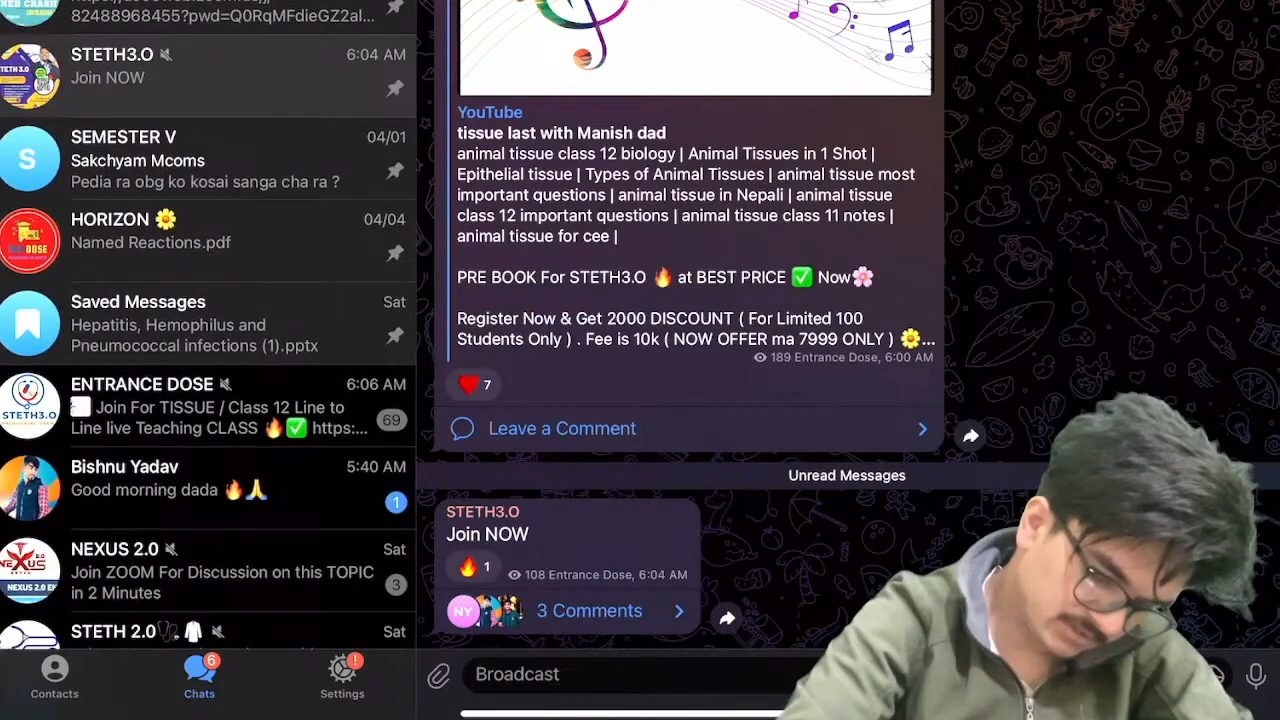 82488968455?pwd=Q0RqMFdieGZ2al...
STETH3.O
6:04 AM
Join NOW
SEMESTER V
04/01
Sakchyam Mcoms
Pedia ra obg ko kosai sanga cha ra ?
S
HORIZON 🌼
04/04
Named Reactions.pdf
Saved Messages
Sat
Hepatitis, Hemophilus and
Pneumococcal infections (1).pptx
ENTRANCE DOSE
6:06 AM
Join For TISSUE / Class 12 Line to
Line live Teaching CLASS 🔥✅ https:...
69
STETH3.O
Bishnu Yadav
5:40 AM
Good morning dada 🔥🙏
1
NEXUS 2.0
Sat
Join ZOOM For Discussion on this TOPIC
in 2 Minutes
3
STETH 2.0🩺🥼
Sat
Contacts
6
Chats
!
Settings
YouTube
tissue last with Manish dad
animal tissue class 12 biology | Animal Tissues in 1 Shot |
Epithelial tissue | Types of Animal Tissues | animal tissue most
important questions | animal tissue in Nepali | animal tissue
class 12 important questions | animal tissue class 11 notes |
animal tissue for cee |
PRE BOOK For STETH3.O 🔥 at BEST PRICE ✅ Now🌸
Register Now & Get 2000 DISCOUNT ( For Limited 100
Students Only ) . Fee is 10k ( NOW OFFER ma 7999 ONLY ) 🌼...
189 Entrance Dose, 6:00 AM
❤️ 7
Leave a Comment
Unread Messages
STETH3.O
Join NOW
🔥 1
108 Entrance Dose, 6:04 AM
NY
3 Comments
Broadcast